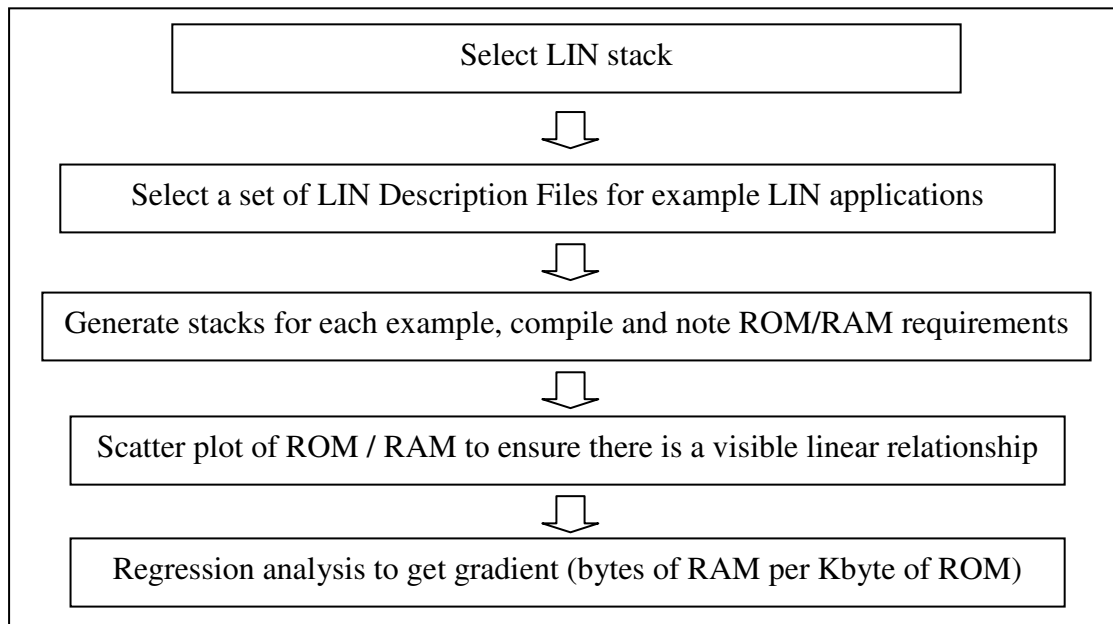 Select LIN stack
Select a set of LIN Description Files for example LIN applications
Generate stacks for each example, compile and note ROM/RAM requirements
Scatter plot of ROM / RAM to ensure there is a visible linear relationship
Regression analysis to get gradient (bytes of RAM per Kbyte of ROM)